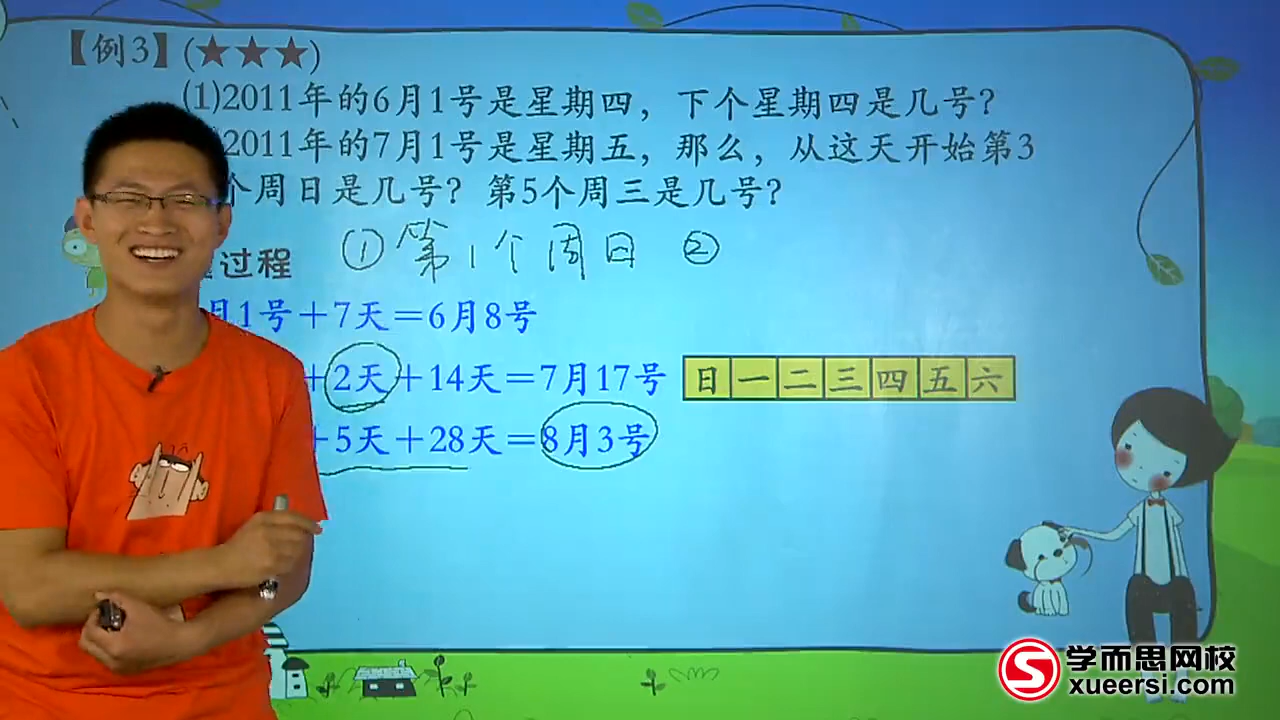 【例3】(★★★)
(1)2011年的6月1号是星期四，下个星期四是几号？
2011年的7月1号是星期五，那么，从这天开始第3
个周日是几号？第5个周三是几号？
①第1个周日 ②
过程
月1号＋7天＝6月8号
+2天＋14天＝7月17号
日 一 二 三 四 五 六
+5天＋28天＝8月3号
学而思网校
xueersi.com